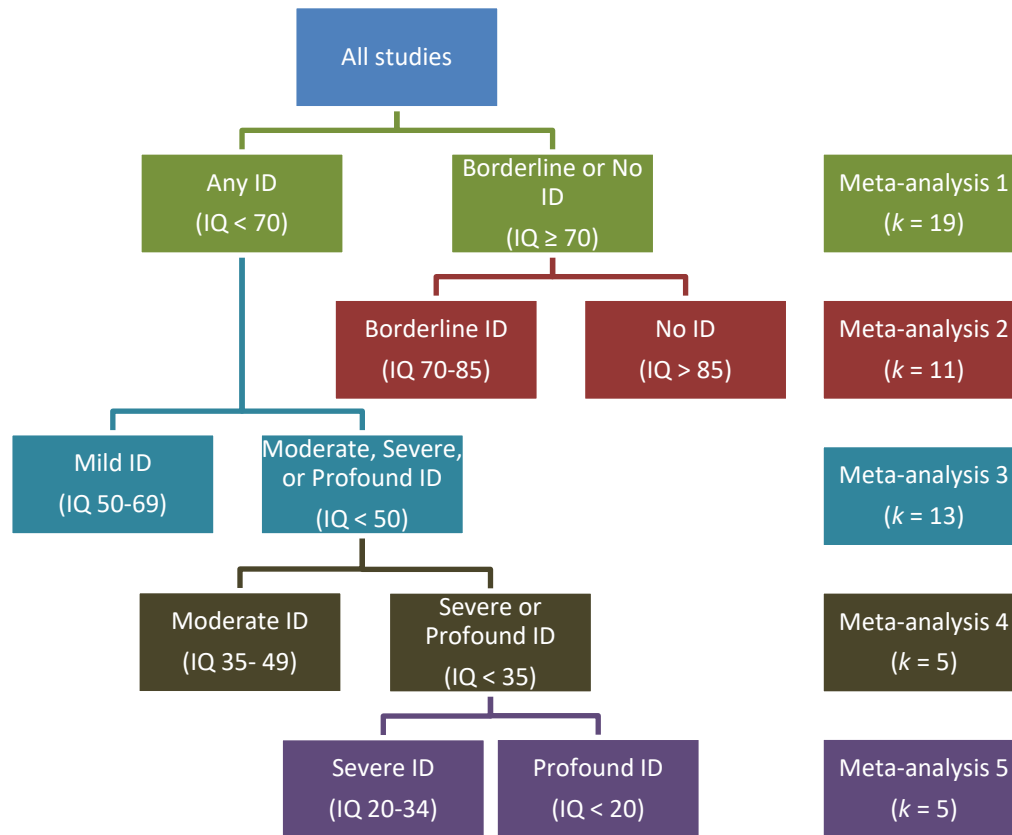 All studies
Any ID
(IQ < 70)
Borderline or No
ID
(IQ ≥ 70)
Meta-analysis 1
(k = 19)
Borderline ID
(IQ 70-85)
No ID
(IQ > 85)
Meta-analysis 2
(k = 11)
Mild ID
(IQ 50-69)
Moderate, Severe,
or Profound ID
(IQ < 50)
Meta-analysis 3
(k = 13)
Moderate ID
(IQ 35- 49)
Severe or
Profound ID
(IQ < 35)
Meta-analysis 4
(k = 5)
Severe ID
(IQ 20-34)
Profound ID
(IQ < 20)
Meta-analysis 5
(k = 5)